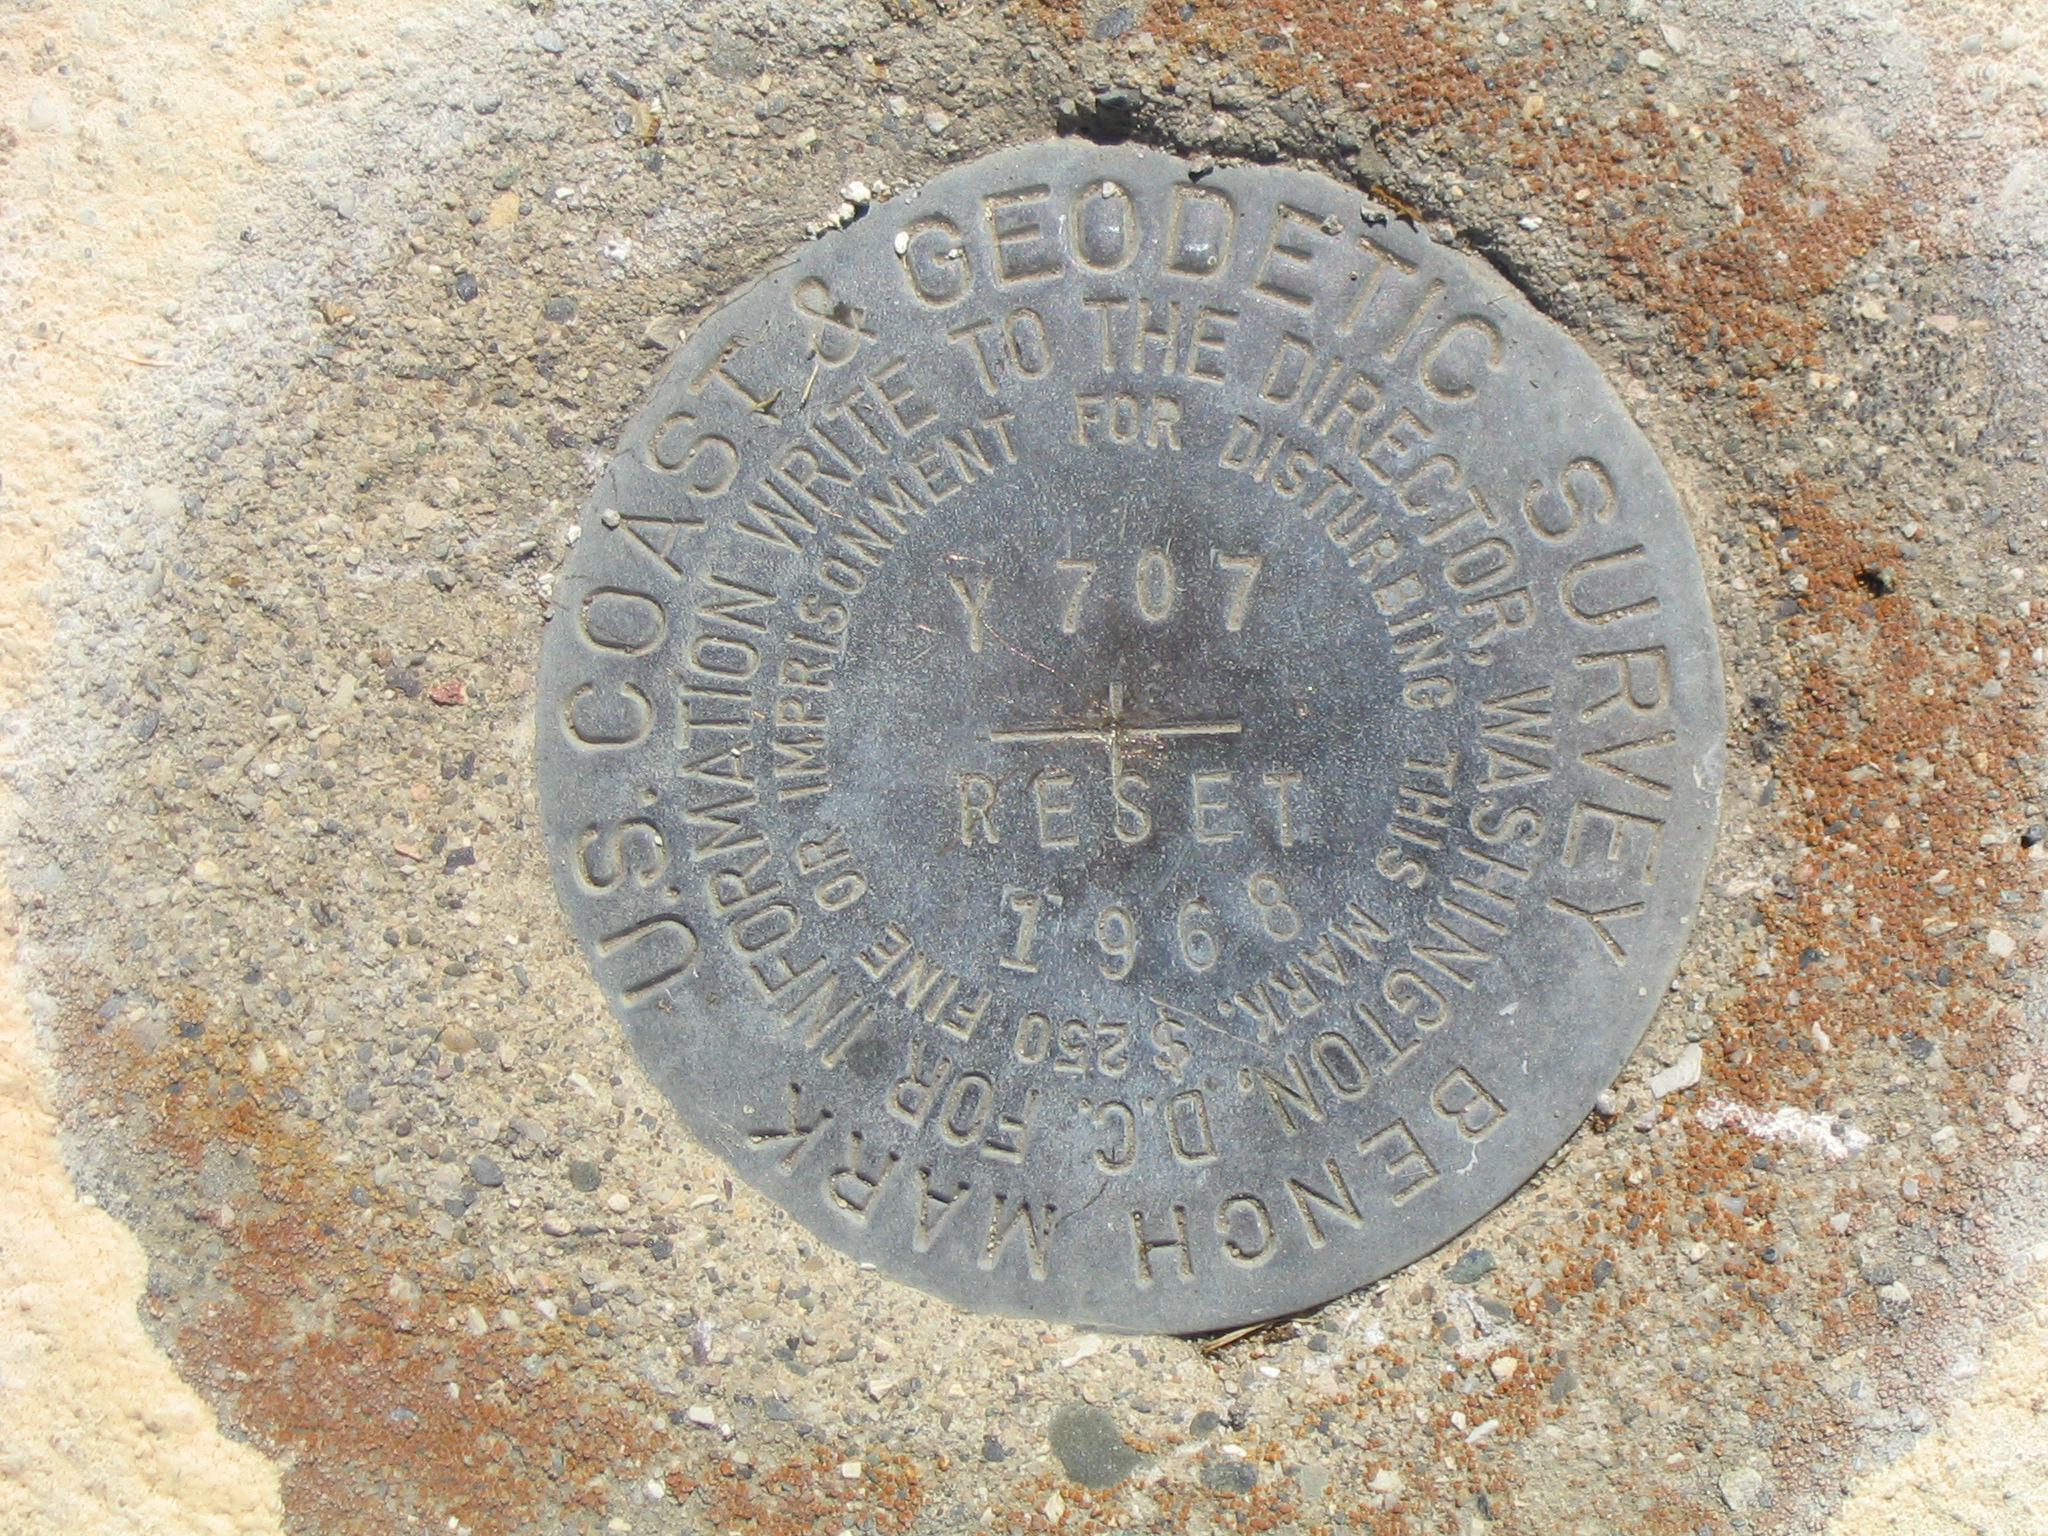 U.S. COAST & GEODETIC SURVEY
BENCH MARK
FOR INFORMATION WRITE TO THE DIRECTOR, WASHINGTON, D.C.
$250 FINE OR IMPRISONMENT FOR DISTURBING THIS MARK.
Y 707
RESET
1968